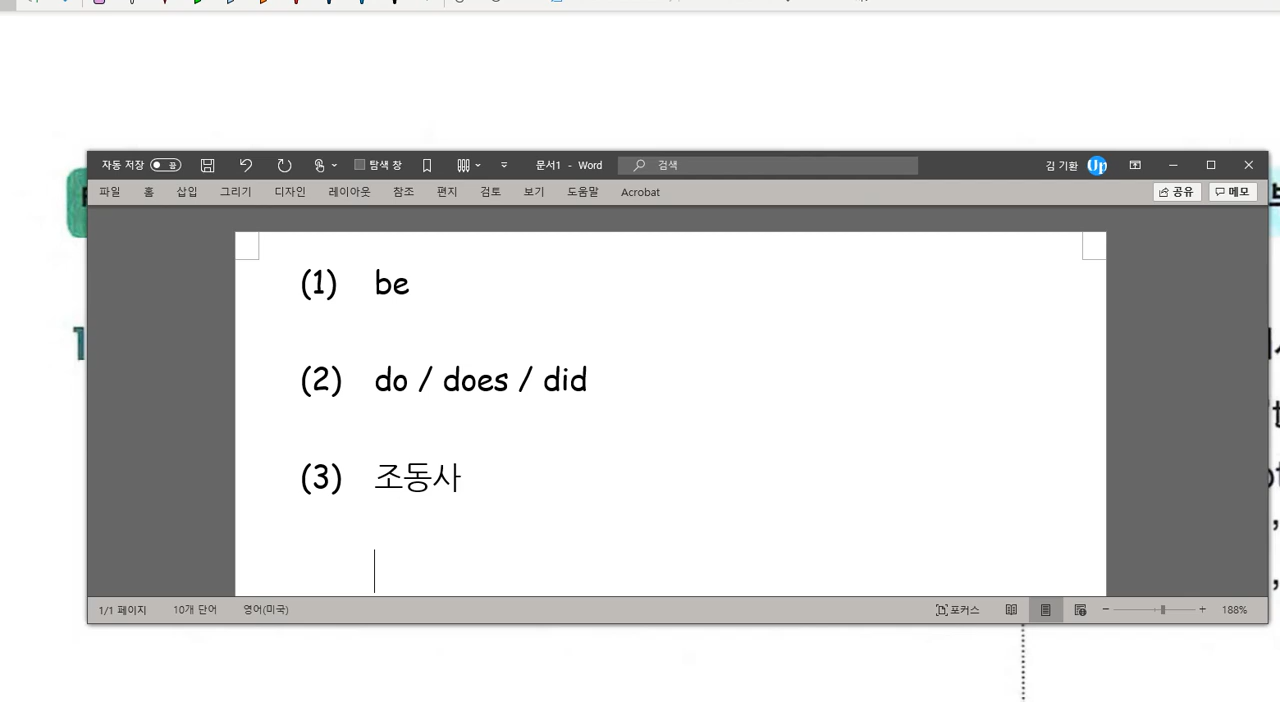 자동 저장 끔 탐색 창 문서1 - Word 검색 김 기환 Up
파일 홈 삽입 그리기 디자인 레이아웃 참조 편지 검토 보기 도움말 Acrobat 공유 메모
(1) be
(2) do / does / did
(3) 조동사
1/1 페이지 10개 단어 영어(미국) 포커스 188%